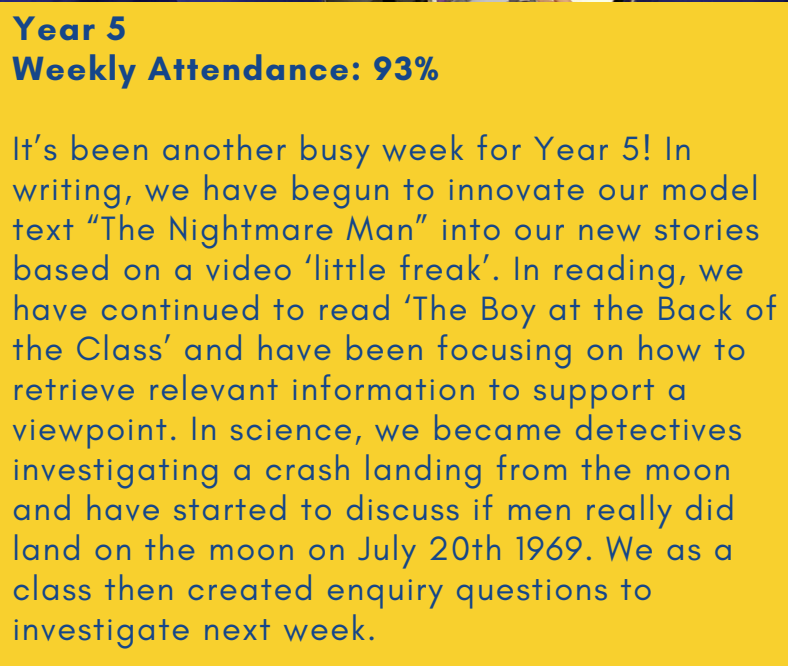 Year 5
Weekly Attendance: 93%
It's been another busy week for Year 5! In
writing, we have begun to innovate our model
text “The Nightmare Man” into our new stories
based on a video ‘little freak’. In reading, we
have continued to read ‘The Boy at the Back of
the Class’ and have been focusing on how to
retrieve relevant information to support a
viewpoint. In science, we became detectives
investigating a crash landing from the moon
and have started to discuss if men really did
land on the moon on July 20th 1969. We as a
class then created enquiry questions to
investigate next week.